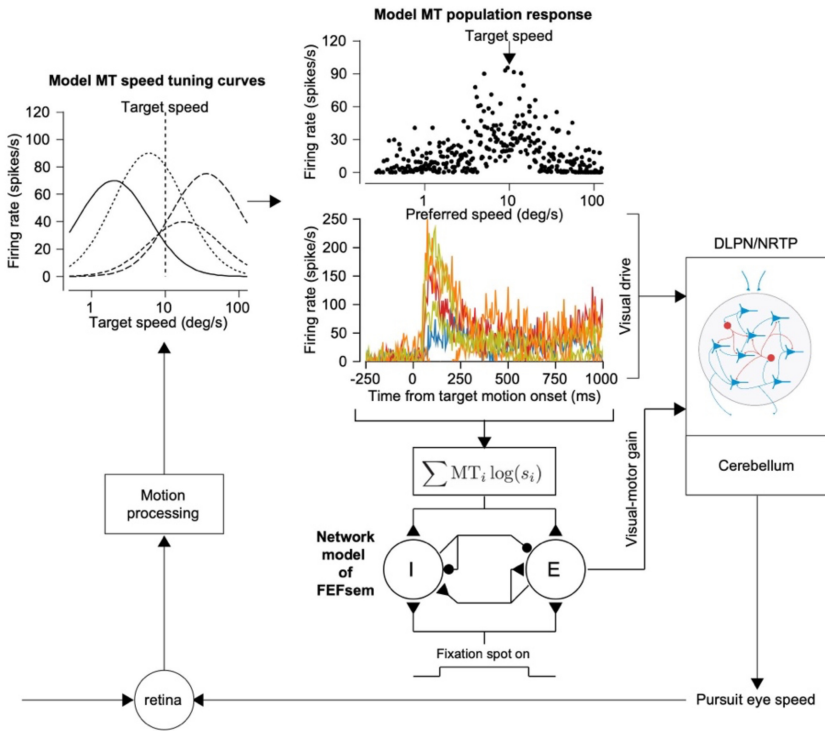 Model MT population response
Target speed
Firing rate (spikes/s)
120
90
60
30
0
1
10
100
Preferred speed (deg/s)
Model MT speed tuning curves
Target speed
Firing rate (spikes/s)
120
100
80
60
40
20
0
1
10
100
Target speed (deg/s)
Firing rate (spike/s)
250
200
150
100
50
0
-250
0
250
500
750
1000
Time from target motion onset (ms)
Visual drive
DLPN/NRTP
Cerebellum
∑ MTᵢ log(sᵢ)
Visual-motor gain
Motion
processing
Network
model
of
FEFsem
I
E
Fixation spot on
retina
Pursuit eye speed